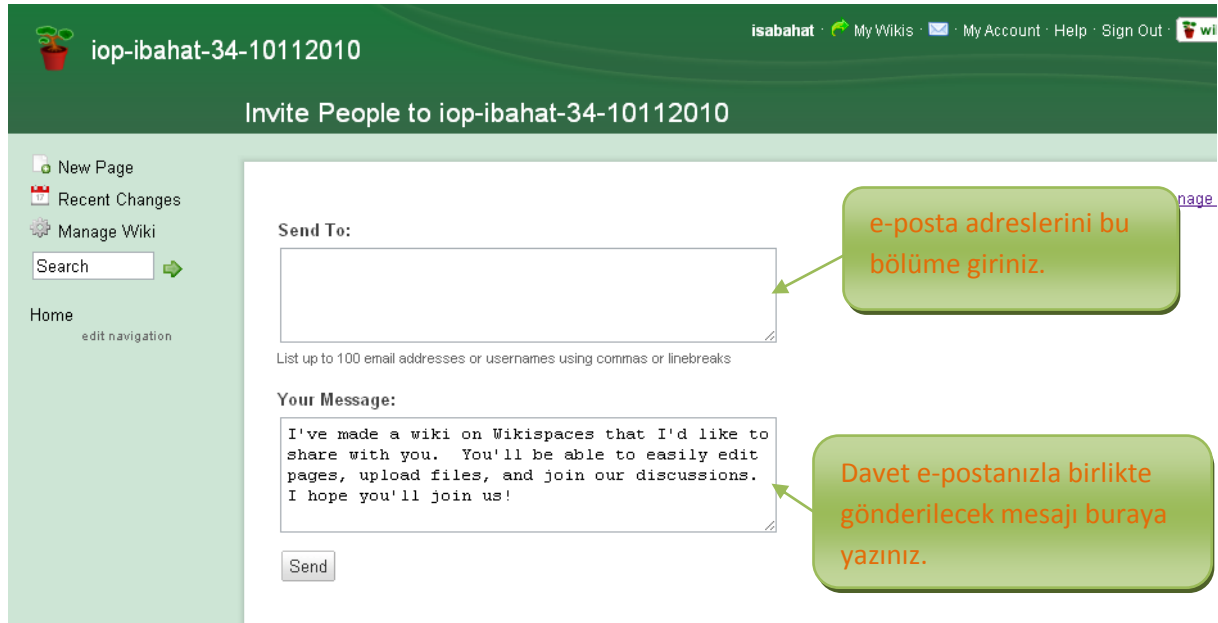 isabahat · My Wikis · · My Account · Help · Sign Out ·
iop-ibahat-34-10112010
Invite People to iop-ibahat-34-10112010
New Page
Recent Changes
Manage Wiki
Search
Home
edit navigation
Send To:
List up to 100 email addresses or usernames using commas or linebreaks
e-posta adreslerini bu
bölüme giriniz.
Your Message:
I've made a wiki on Wikispaces that I'd like to
share with you.  You'll be able to easily edit
pages, upload files, and join our discussions.
I hope you'll join us!
Davet e-postanızla birlikte
gönderilecek mesajı buraya
yazınız.
Send